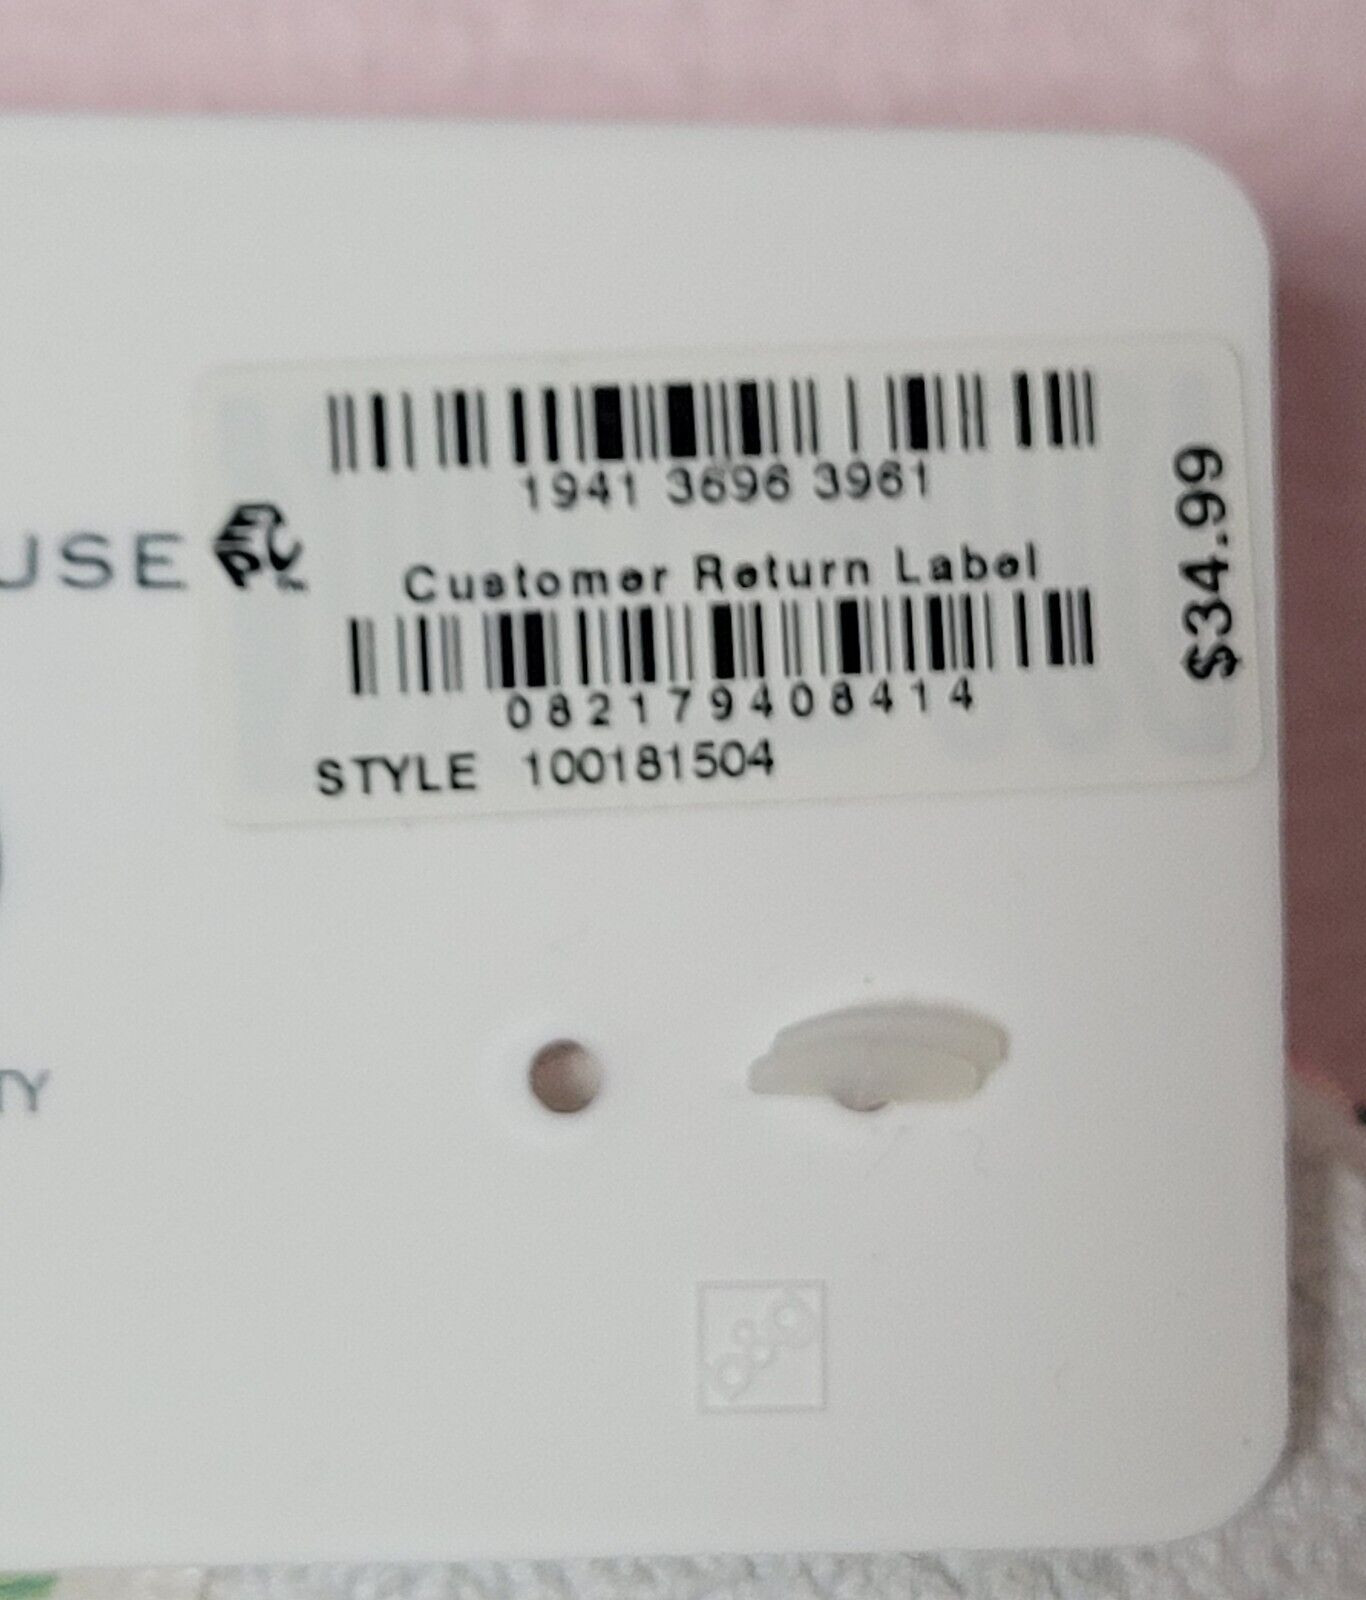 1941 3696 3961
USE
Customer Return Label
082179408414
STYLE 100181504
$34.99
TY